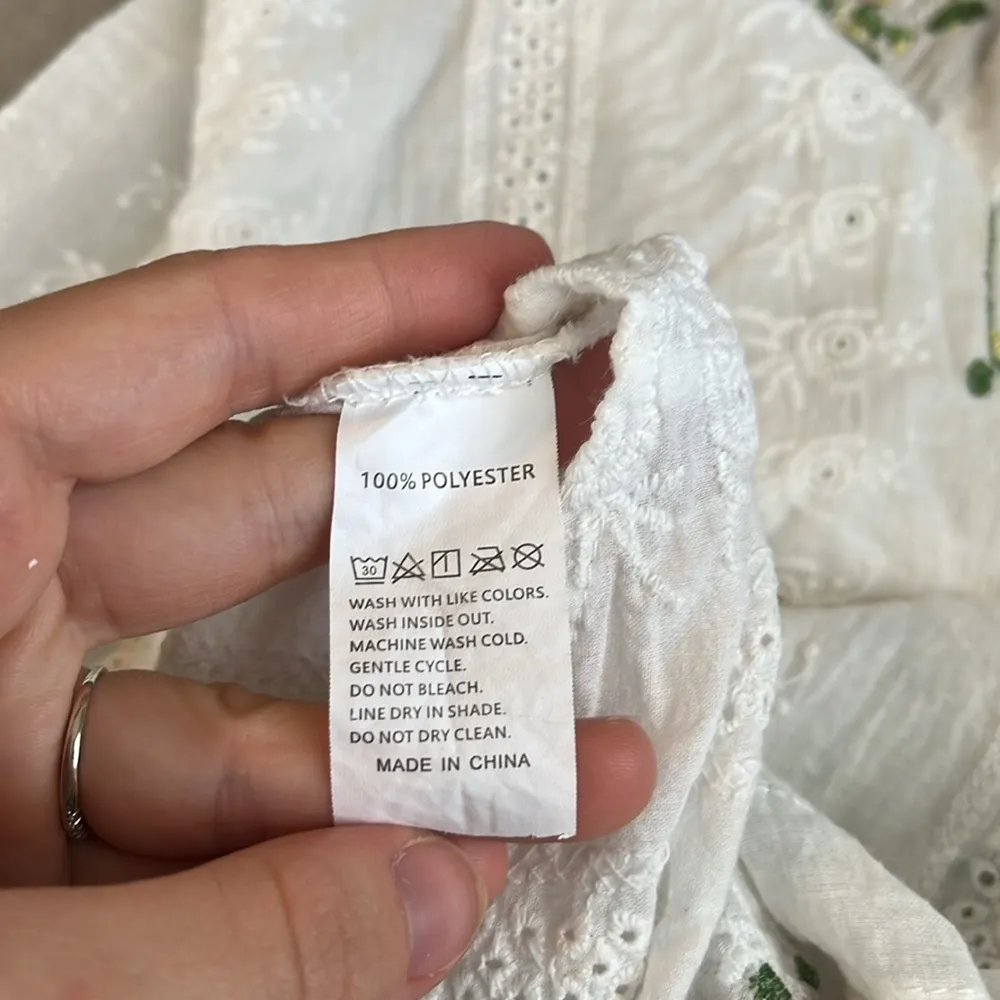 100% POLYESTER
30
WASH WITH LIKE COLORS.
WASH INSIDE OUT.
MACHINE WASH COLD.
GENTLE CYCLE.
DO NOT BLEACH.
LINE DRY IN SHADE.
DO NOT DRY CLEAN.
MADE IN CHINA